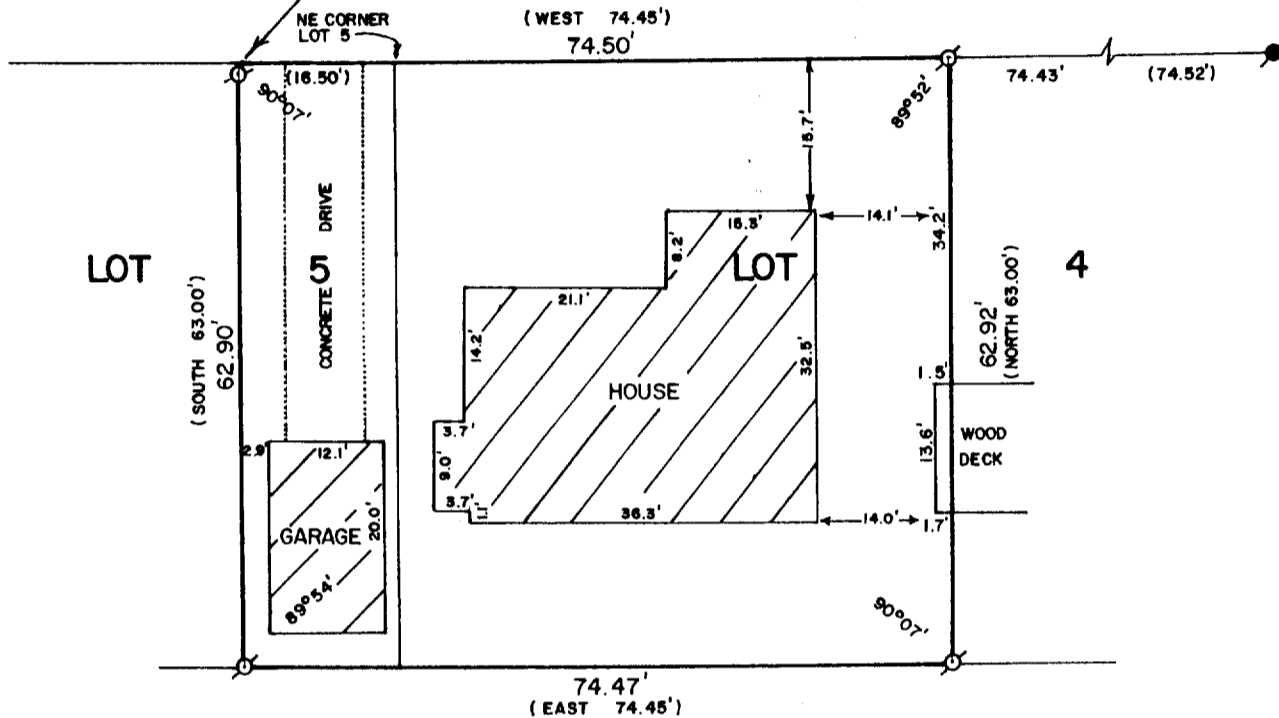 (WEST 74.45')
NE CORNER
LOT 5
74.50'
(16.50')
74.43'
(74.52')
90°07'
89°52'
15.7'
CONCRETE DRIVE
15.3'
14.1'
34.2'
8.2'
LOT
5
LOT
4
(SOUTH 63.00')
62.90'
21.1'
14.2'
32.5'
62.92'
(NORTH 63.00')
HOUSE
1.5'
3.7'
13.6'
WOOD
DECK
2.9'
12.1'
9.0'
3.7'
1.1'
36.3'
14.0'
1.7'
20.0'
GARAGE
89°54'
90°07'
74.47'
(EAST 74.45')